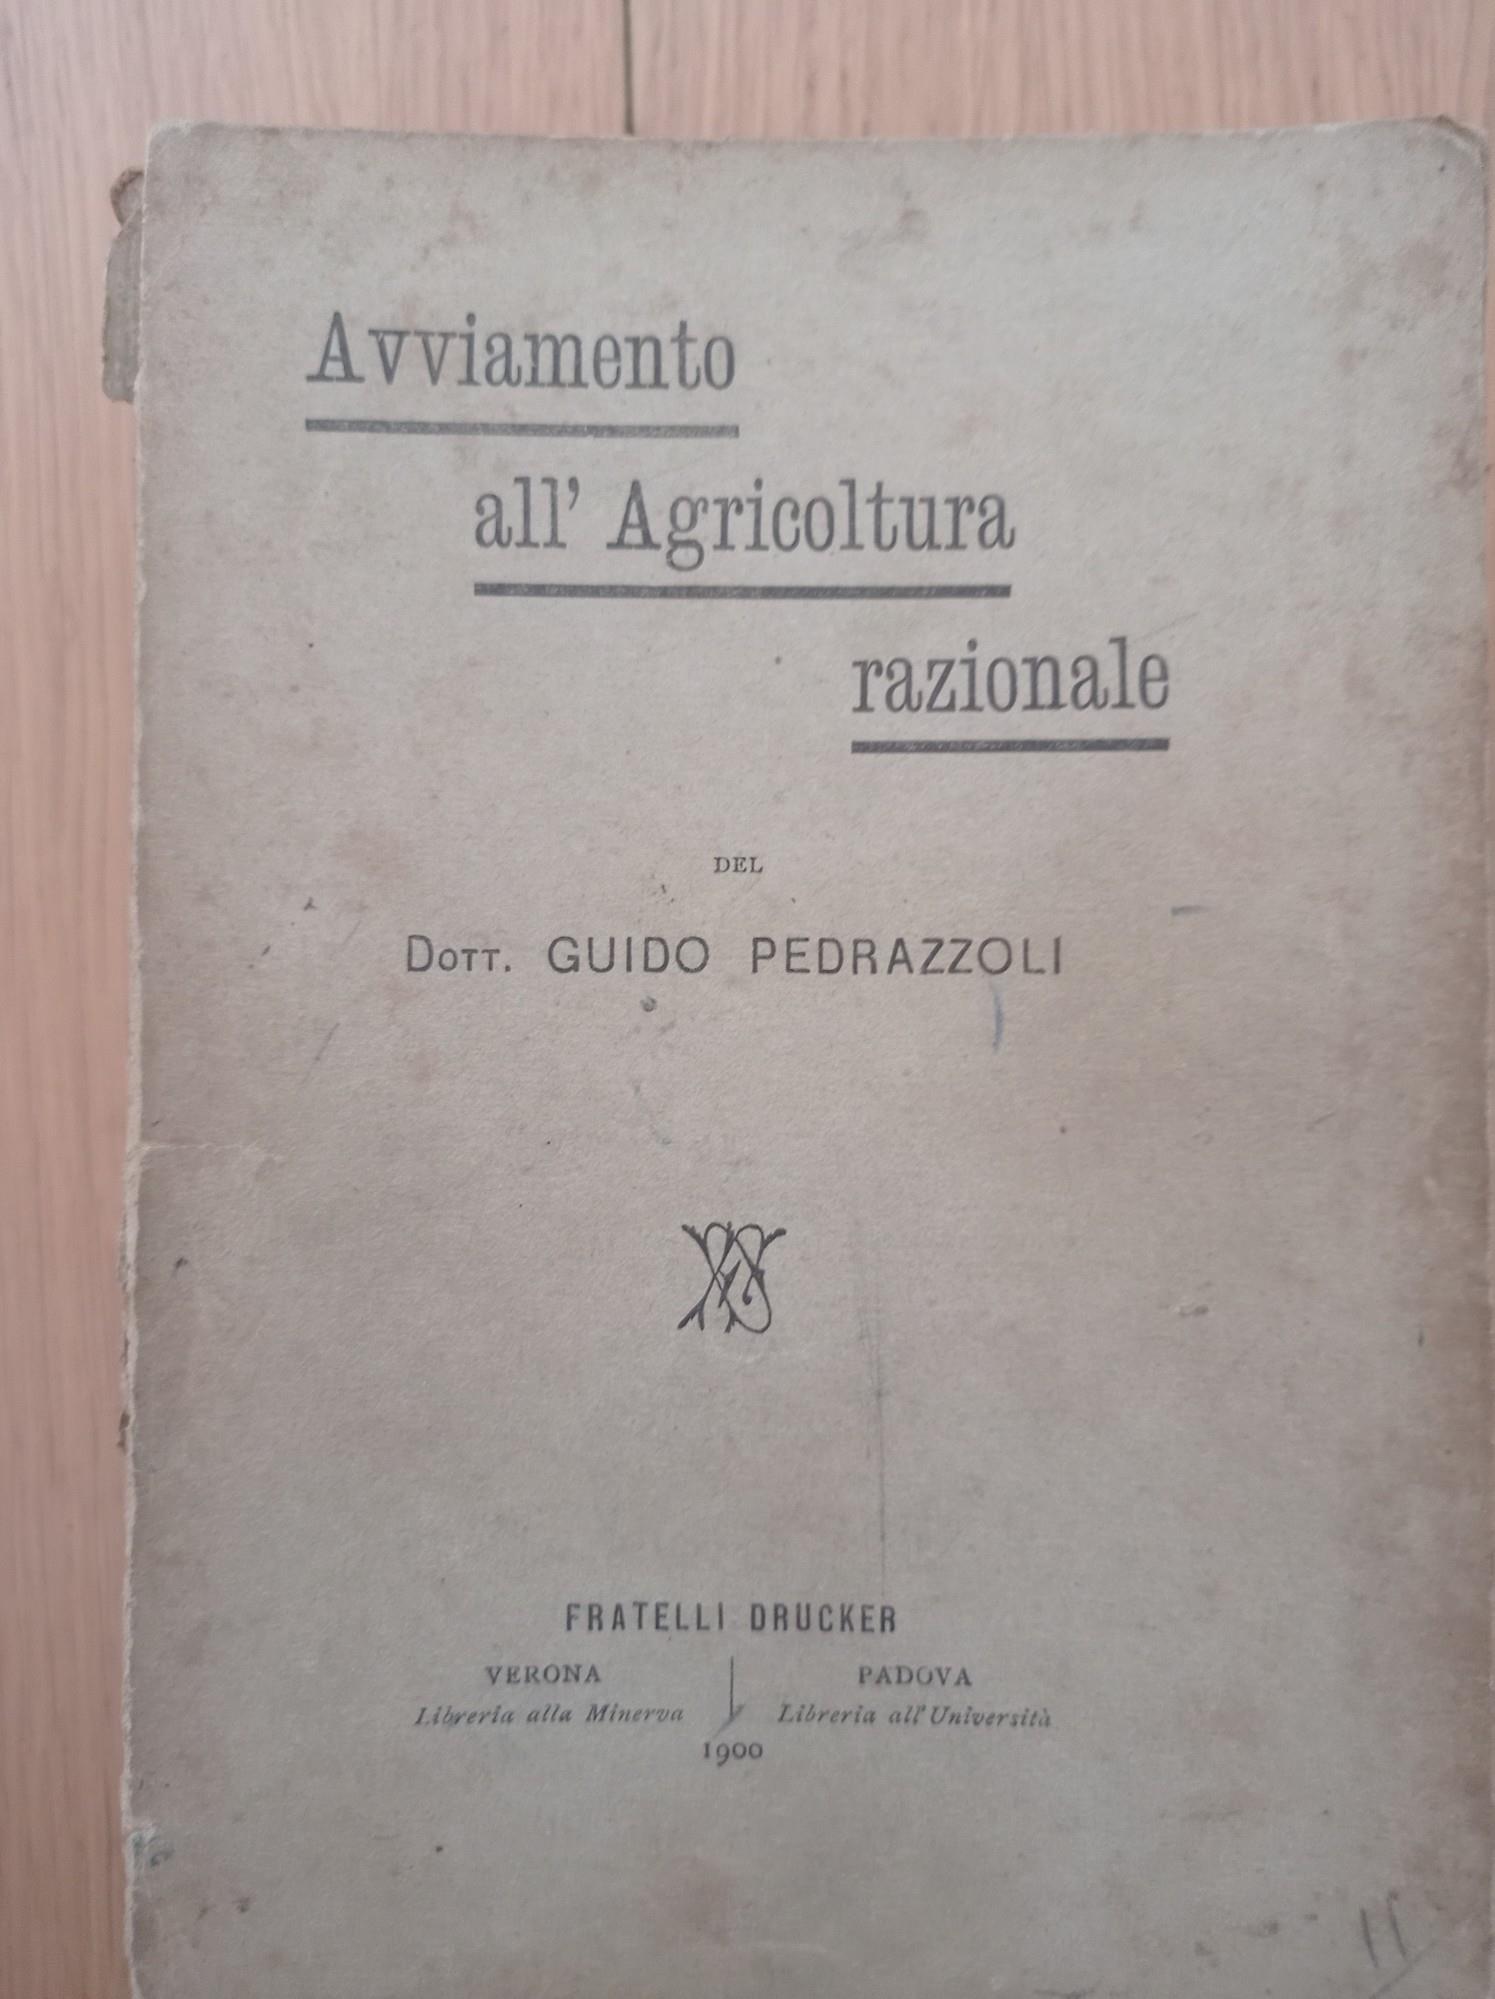 Avviamento
all' Agricoltura
razionale
DEL
DOTT. GUIDO PEDRAZZOLI
FRATELLI DRUCKER
VERONA PADOVA
Libreria alla Minerva Libreria all'Università
1900